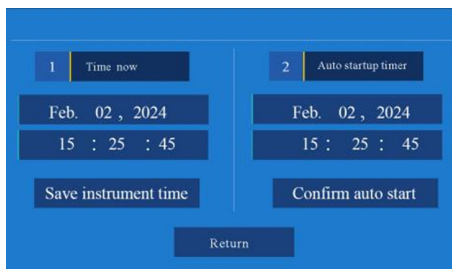 1 Time now
Feb. 02 , 2024
15 : 25 : 45
Save instrument time
2 Auto startup timer
Feb. 02 , 2024
15 : 25 : 45
Confirm auto start
Return